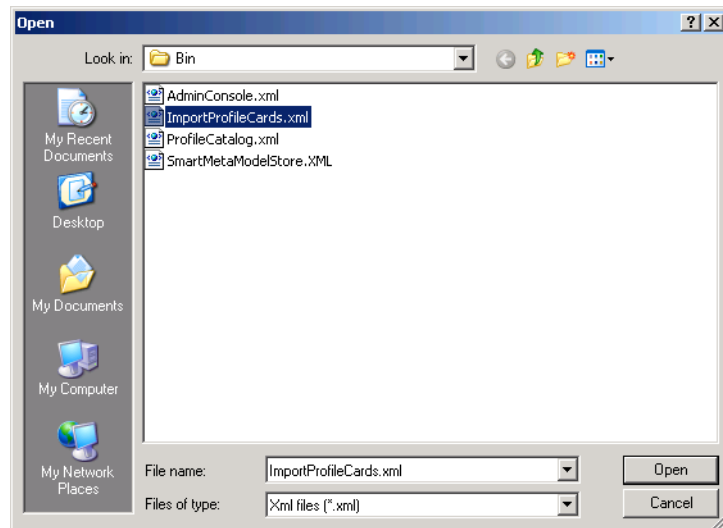 Open
Look in: Bin
AdminConsole.xml
ImportProfileCards.xml
ProfileCatalog.xml
SmartMetaModelStore.XML
My Recent
Documents
Desktop
My Documents
My Computer
My Network
Places
File name: ImportProfileCards.xml Open
Files of type: Xml files (*.xml) Cancel